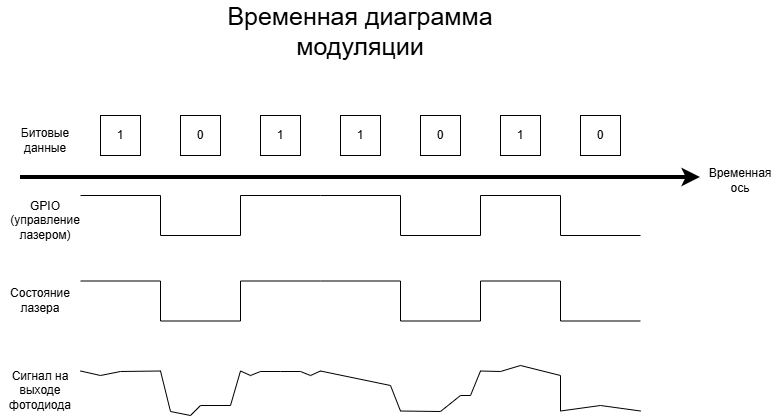 Временная диаграмма
модуляции
Битовые
данные
1 0 1 1 0 1 0
Временная
ось
GPIO
(управление
лазером)
Состояние
лазера
Сигнал на
выходе
фотодиода